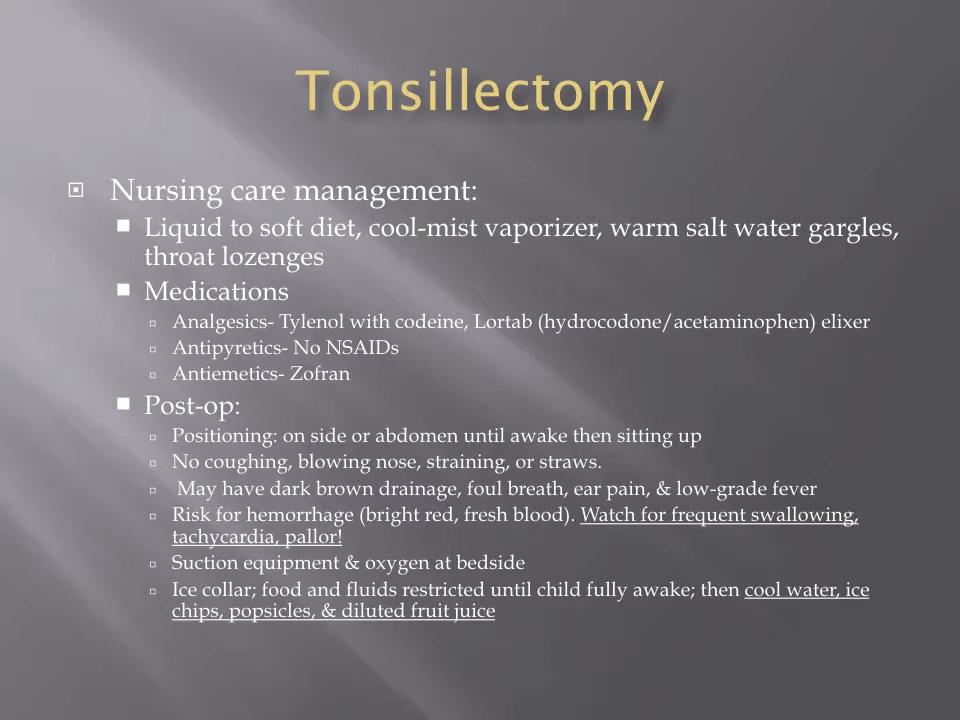 Tonsillectomy
Nursing care management:
Liquid to soft diet, cool-mist vaporizer, warm salt water gargles,
throat lozenges
Medications
Analgesics- Tylenol with codeine, Lortab (hydrocodone/acetaminophen) elixer
Antipyretics- No NSAIDs
Antiemetics- Zofran
Post-op:
Positioning: on side or abdomen until awake then sitting up
No coughing, blowing nose, straining, or straws.
May have dark brown drainage, foul breath, ear pain, & low-grade fever
Risk for hemorrhage (bright red, fresh blood). Watch for frequent swallowing,
tachycardia, pallor!
Suction equipment & oxygen at bedside
Ice collar; food and fluids restricted until child fully awake; then cool water, ice
chips, popsicles, & diluted fruit juice